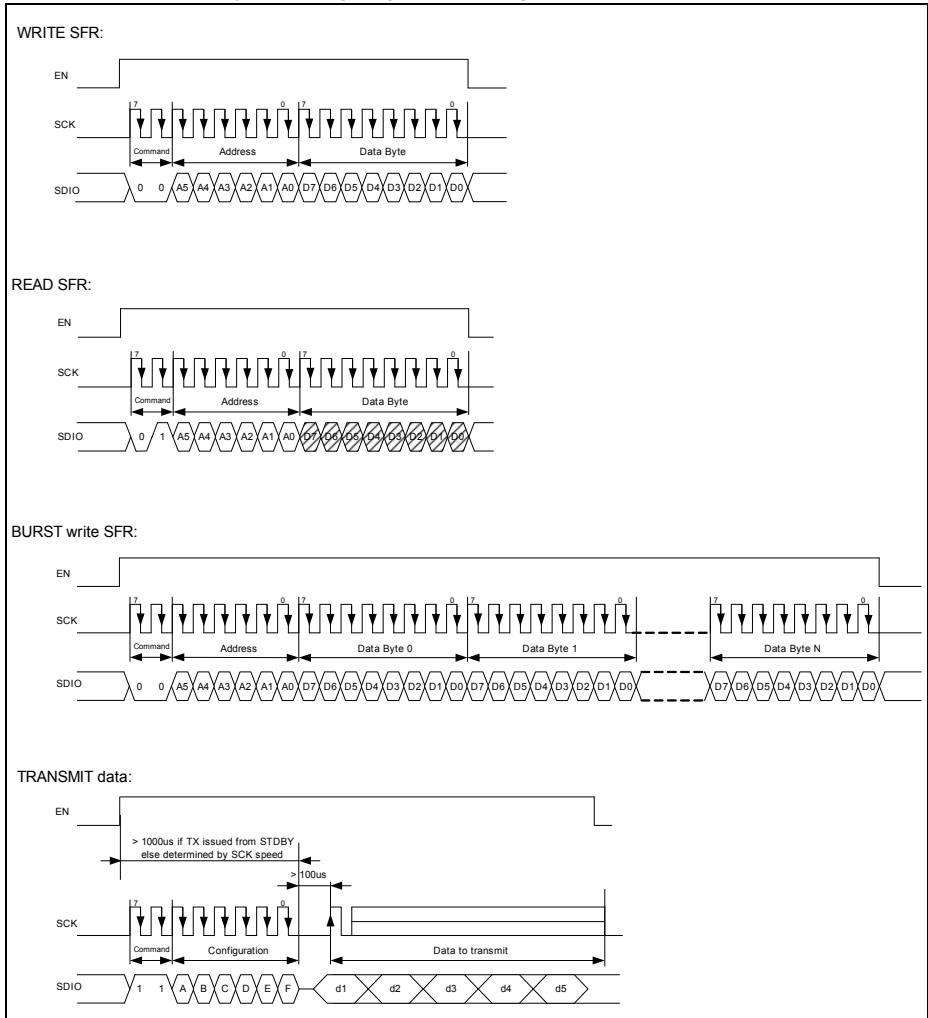 WRITE SFR:
EN
7 0 7 0
SCK
Command Address Data Byte
SDIO 0 0 A5 A4 A3 A2 A1 A0 D7 D6 D5 D4 D3 D2 D1 D0
READ SFR:
EN
7 0 7 0
SCK
Command Address Data Byte
SDIO 0 1 A5 A4 A3 A2 A1 A0 D7 D6 D5 D4 D3 D2 D1 D0
BURST write SFR:
EN
7 0 7 0 7 0 7 0
SCK
Command Address Data Byte 0 Data Byte 1 Data Byte N
SDIO 0 0 A5 A4 A3 A2 A1 A0 D7 D6 D5 D4 D3 D2 D1 D0 D7 D6 D5 D4 D3 D2 D1 D0 D7 D6 D5 D4 D3 D2 D1 D0
TRANSMIT data:
EN
> 1000us if TX issued from STDBY
else determined by SCK speed
> 100us
7 0
SCK
Command Configuration Data to transmit
SDIO 1 1 A B C D E F d1 d2 d3 d4 d5